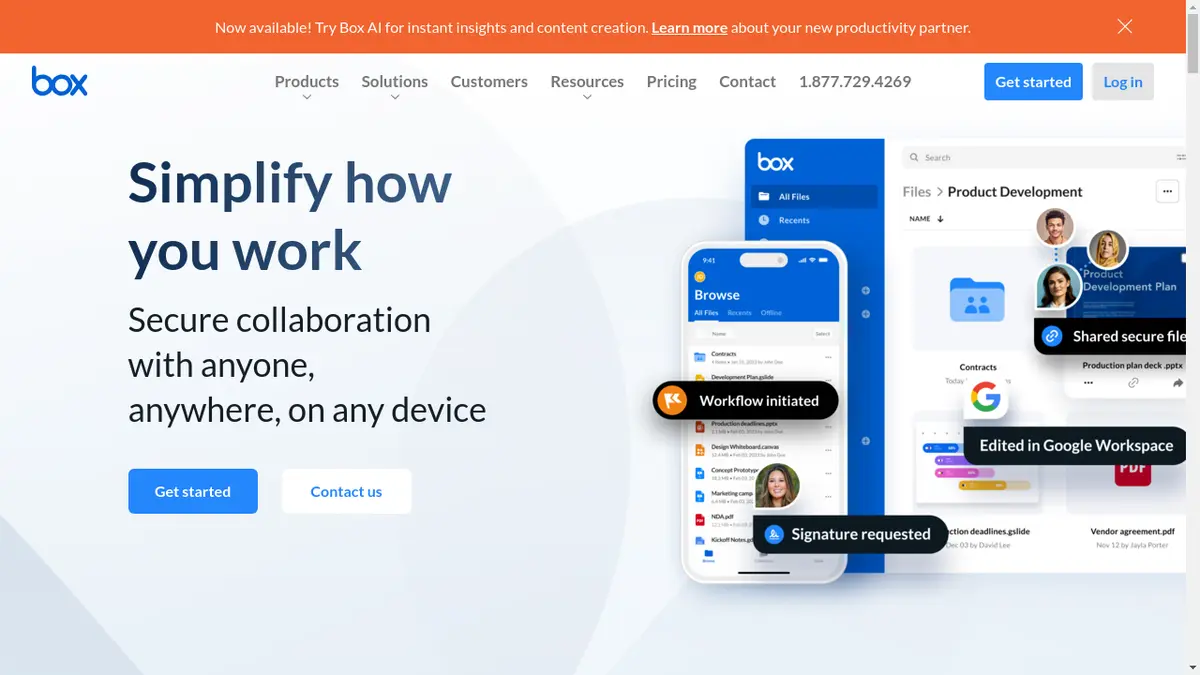 Now available! Try Box AI for instant insights and content creation. Learn more about your new productivity partner.
box
Products
Solutions
Customers
Resources
Pricing
Contact
1.877.729.4269
Get started
Log in
Simplify how
you work
Secure collaboration
with anyone,
anywhere, on any device
Get started
Contact us
box
All Files
Recents
Search
Files > Product Development
NAME
9:41
Browse
All Files Recents Offline
Name
Select
Contracts
Development Plan.gslide
Workflow initiated
Production deadlines.pptx
Design Whiteboard.canvas
Concept Prototype
Marketing camp
NDA.pdf
Kickoff Notes.gd
Signature requested
Product
Development Plan
Shared secure file
Production plan deck .pptx
Contracts
Today
Edited in Google Workspace
PDF
ction deadlines.gslide
Dec 03 by David Lee
Vendor agreement.pdf
Nov 12 by Jayla Porter